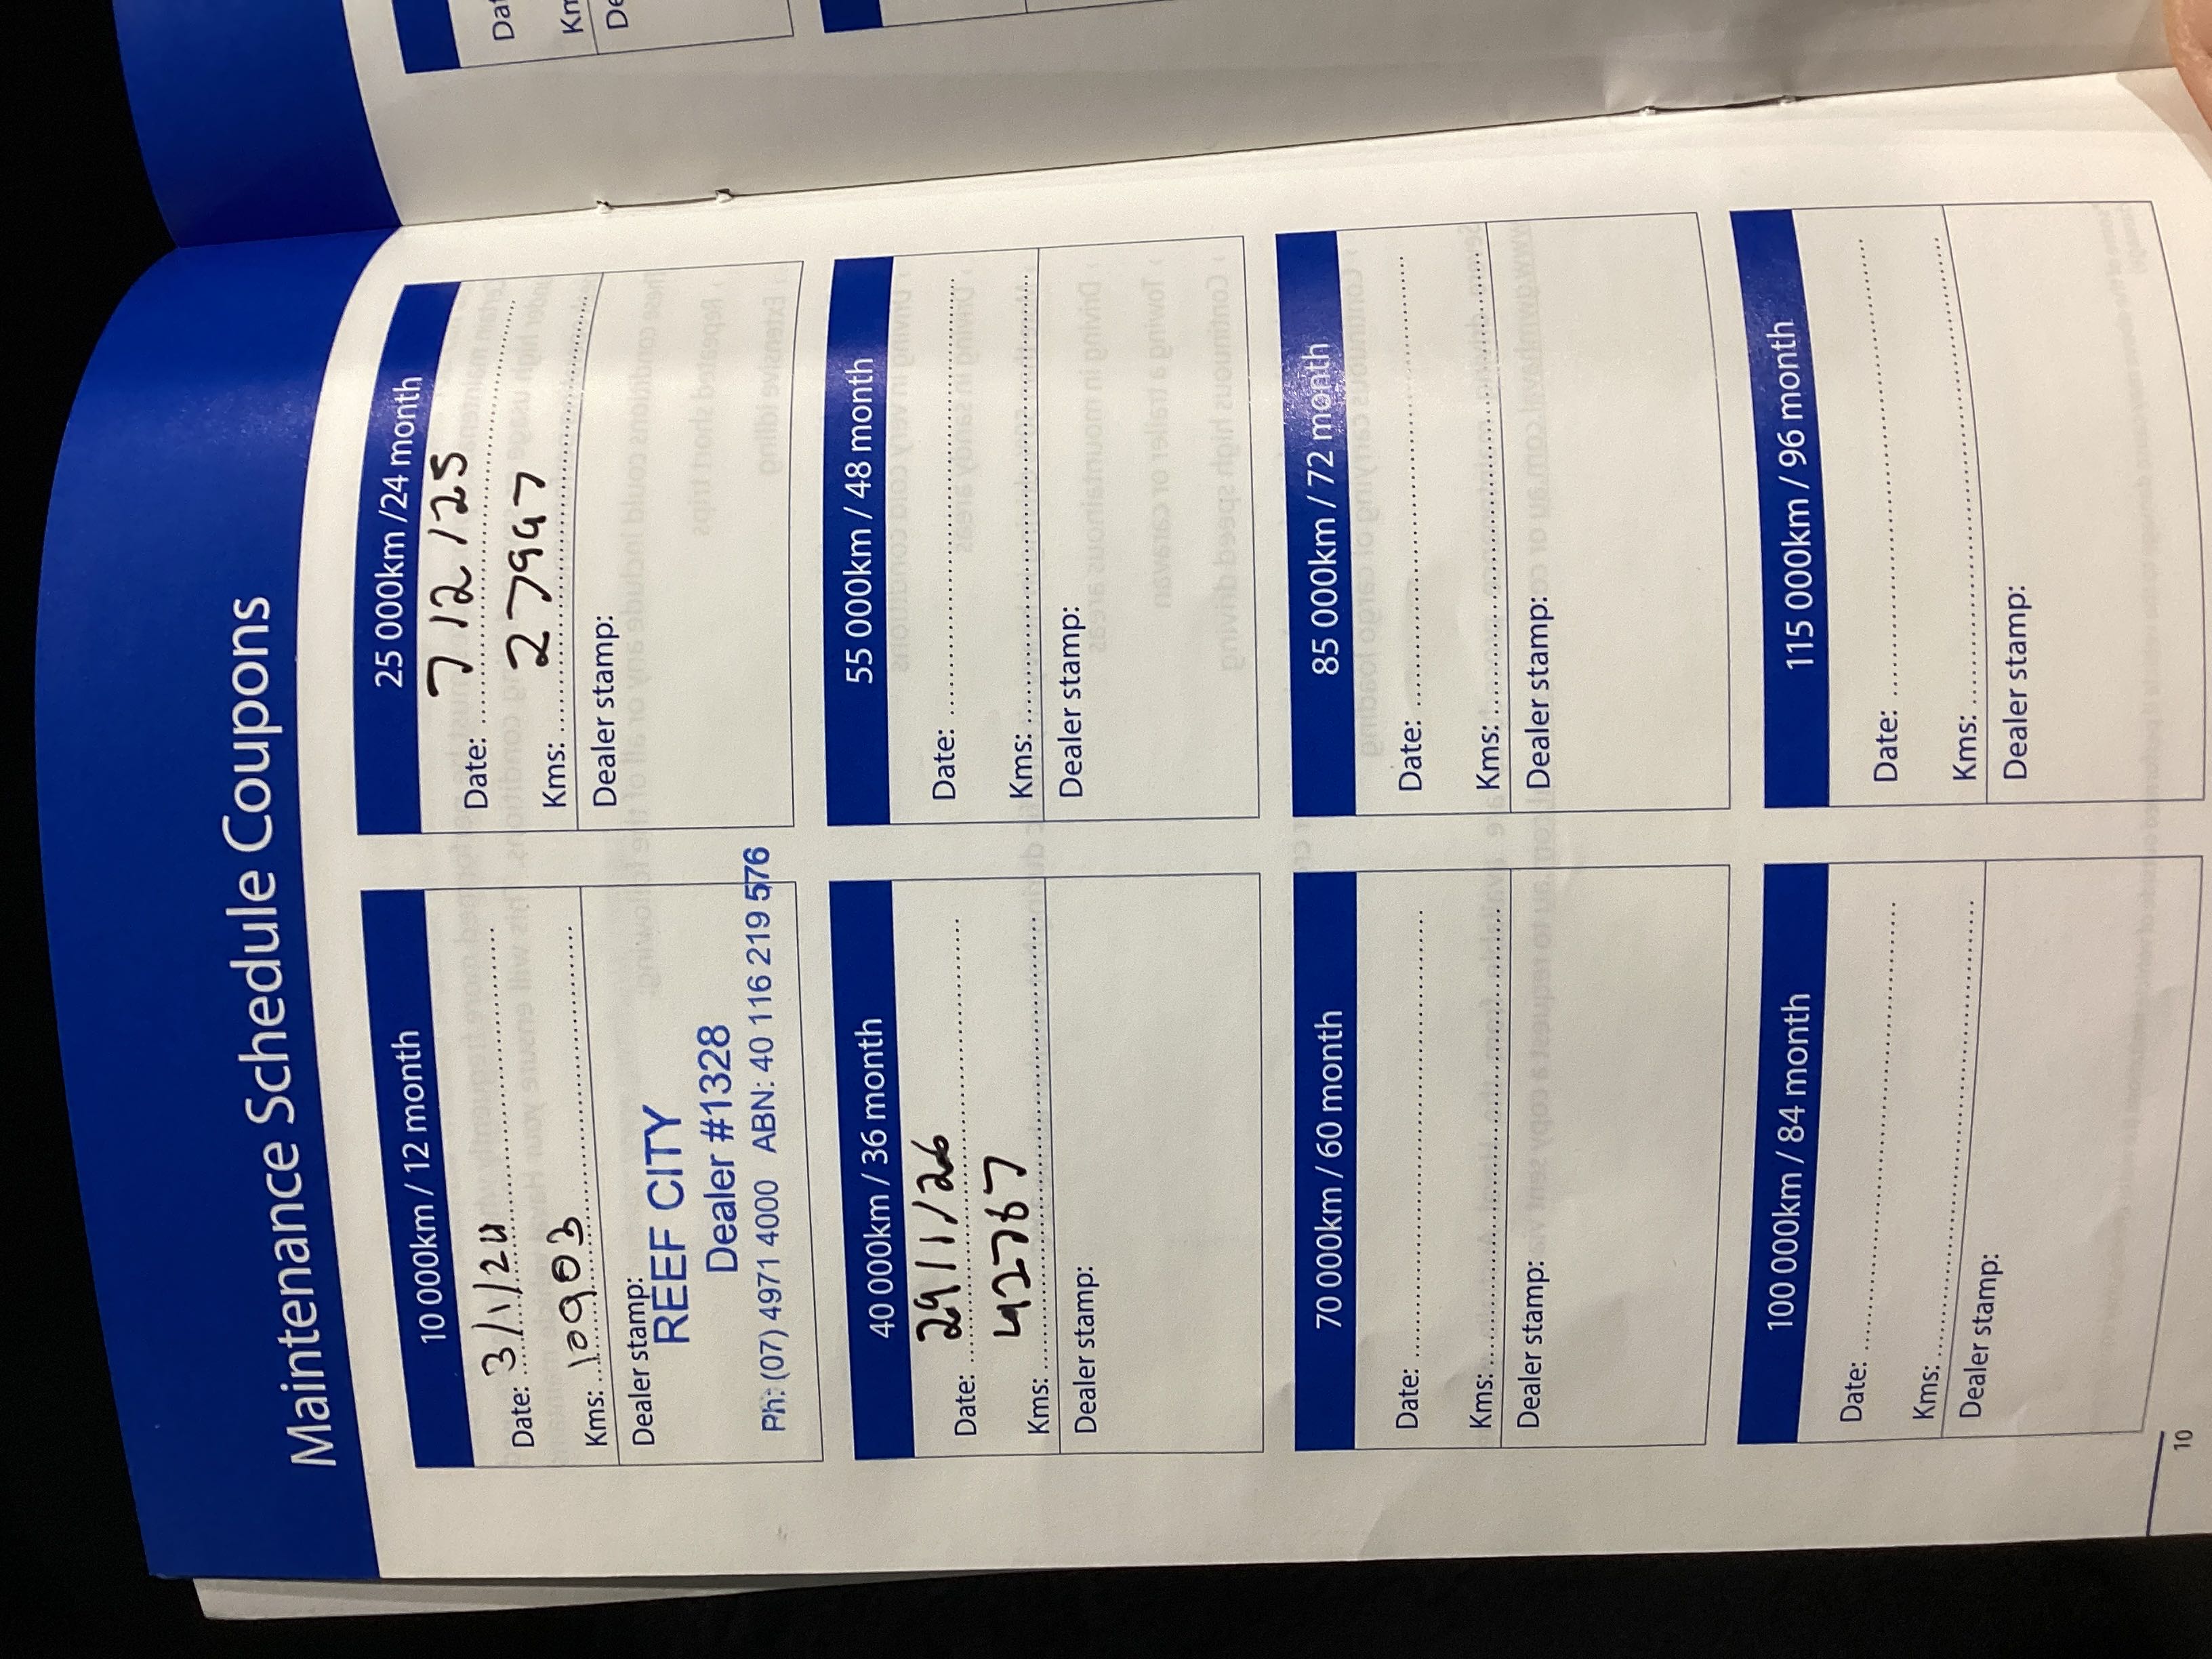 Maintenance Schedule Coupons
10 000km / 12 month
Date: 3/1/24
Kms: 10903
Dealer stamp:
REEF CITY
Dealer #1328
Ph: (07) 4971 4000 ABN: 40 116 219 576
25 000km /24 month
Date: 7/2/25
Kms: 27997
Dealer stamp:
40 000km / 36 month
Date: 29/1/26
Kms: 42767
Dealer stamp:
55 000km / 48 month
Date:
Kms:
Dealer stamp:
70 000km / 60 month
Date:
Kms:
Dealer stamp:
85 000km / 72 month
Date:
Kms:
Dealer stamp:
100 000km / 84 month
Date:
Kms:
Dealer stamp:
115 000km / 96 month
Date:
Kms:
Dealer stamp:
10